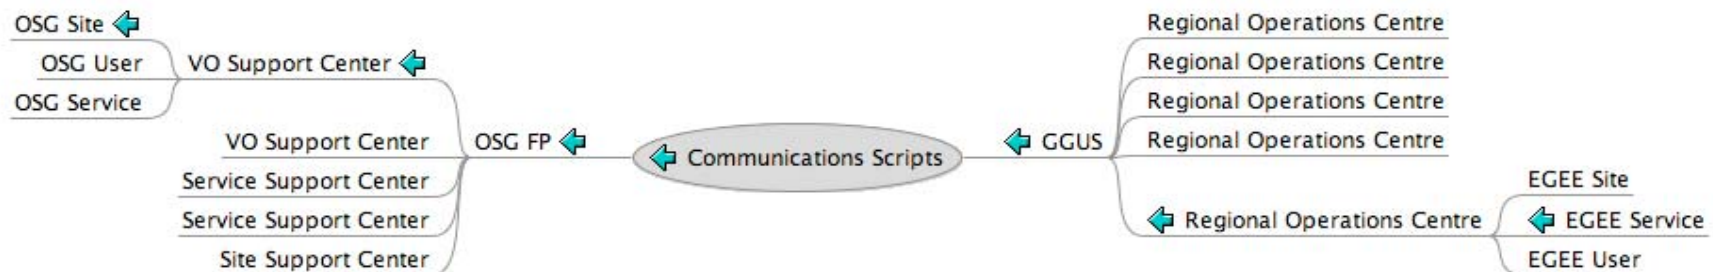 OSG Site
OSG User
OSG Service
VO Support Center
VO Support Center
Service Support Center
Service Support Center
Site Support Center
OSG FP
Communications Scripts
GGUS
Regional Operations Centre
Regional Operations Centre
Regional Operations Centre
Regional Operations Centre
Regional Operations Centre
EGEE Site
EGEE Service
EGEE User